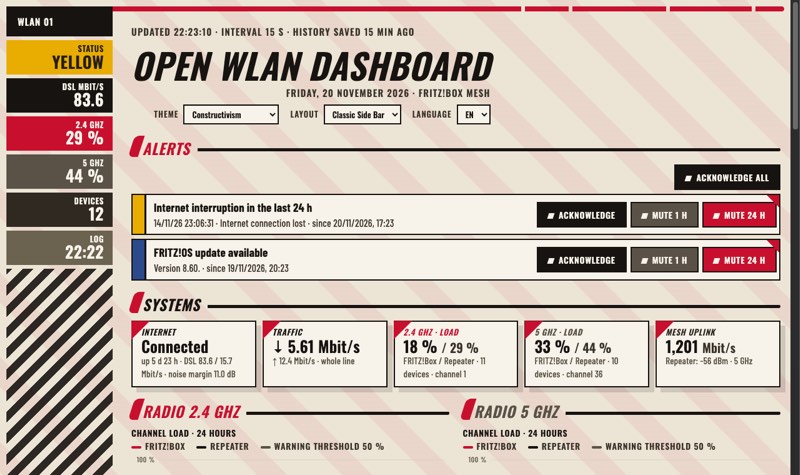 WLAN 01
STATUS
YELLOW
DSL MBIT/S
83.6
2.4 GHZ
29 %
5 GHZ
44 %
DEVICES
12
LOG
22:22
UPDATED 22:23:10 · INTERVAL 15 S · HISTORY SAVED 15 MIN AGO
OPEN WLAN DASHBOARD
FRIDAY, 20 NOVEMBER 2026 · FRITZ!BOX MESH
THEME Constructivism LAYOUT Classic Side Bar LANGUAGE EN
ALERTS
ACKNOWLEDGE ALL
Internet interruption in the last 24 h
14/11/26 23:06:31 · Internet connection lost · since 20/11/2026, 17:23
ACKNOWLEDGE MUTE 1 H MUTE 24 H
FRITZ!OS update available
Version 8.60. · since 19/11/2026, 20:23
ACKNOWLEDGE MUTE 1 H MUTE 24 H
SYSTEMS
INTERNET
Connected
up 5 d 23 h · DSL 83.6 / 15.7
Mbit/s · noise margin 11.0 dB
TRAFFIC
↓ 5.61 Mbit/s
↑ 12.4 Mbit/s · whole line
2.4 GHZ · LOAD
18 % / 29 %
FRITZ!Box / Repeater · 11
devices · channel 1
5 GHZ · LOAD
33 % / 44 %
FRITZ!Box / Repeater · 10
devices · channel 36
MESH UPLINK
1,201 Mbit/s
Repeater: -56 dBm · 5 GHz
RADIO 2.4 GHZ
CHANNEL LOAD · 24 HOURS
FRITZ!BOX REPEATER WARNING THRESHOLD 50 %
100 %
RADIO 5 GHZ
CHANNEL LOAD · 24 HOURS
FRITZ!BOX REPEATER WARNING THRESHOLD 50 %
100 %